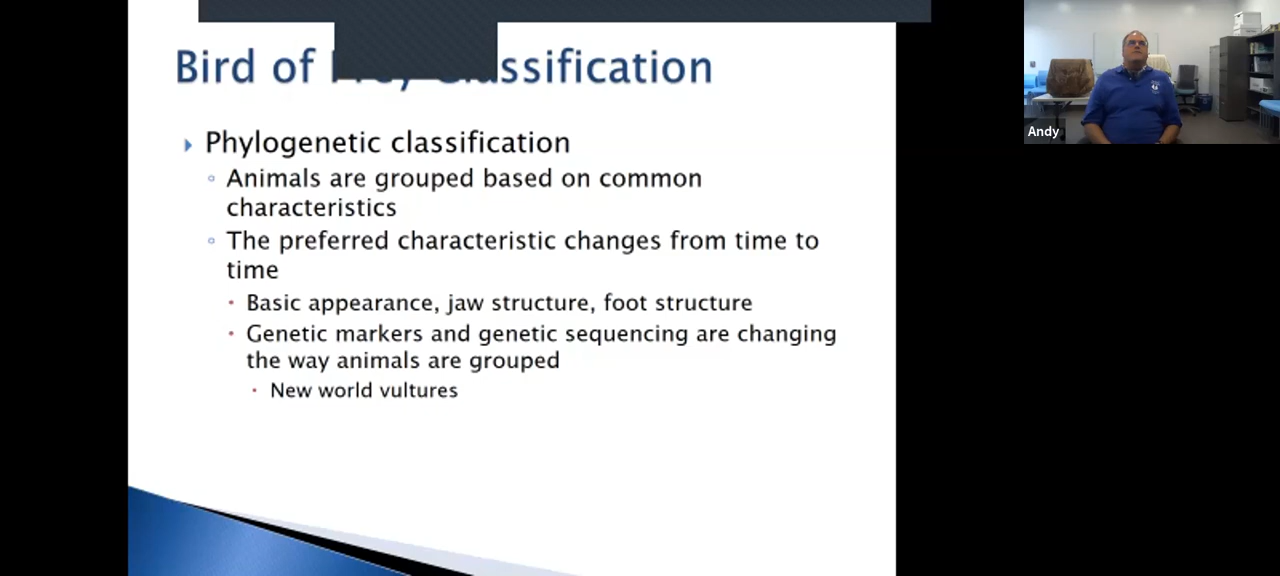 Bird of Prey Classification
Phylogenetic classification
Animals are grouped based on common
characteristics
The preferred characteristic changes from time to
time
Basic appearance, jaw structure, foot structure
Genetic markers and genetic sequencing are changing
the way animals are grouped
New world vultures
Andy